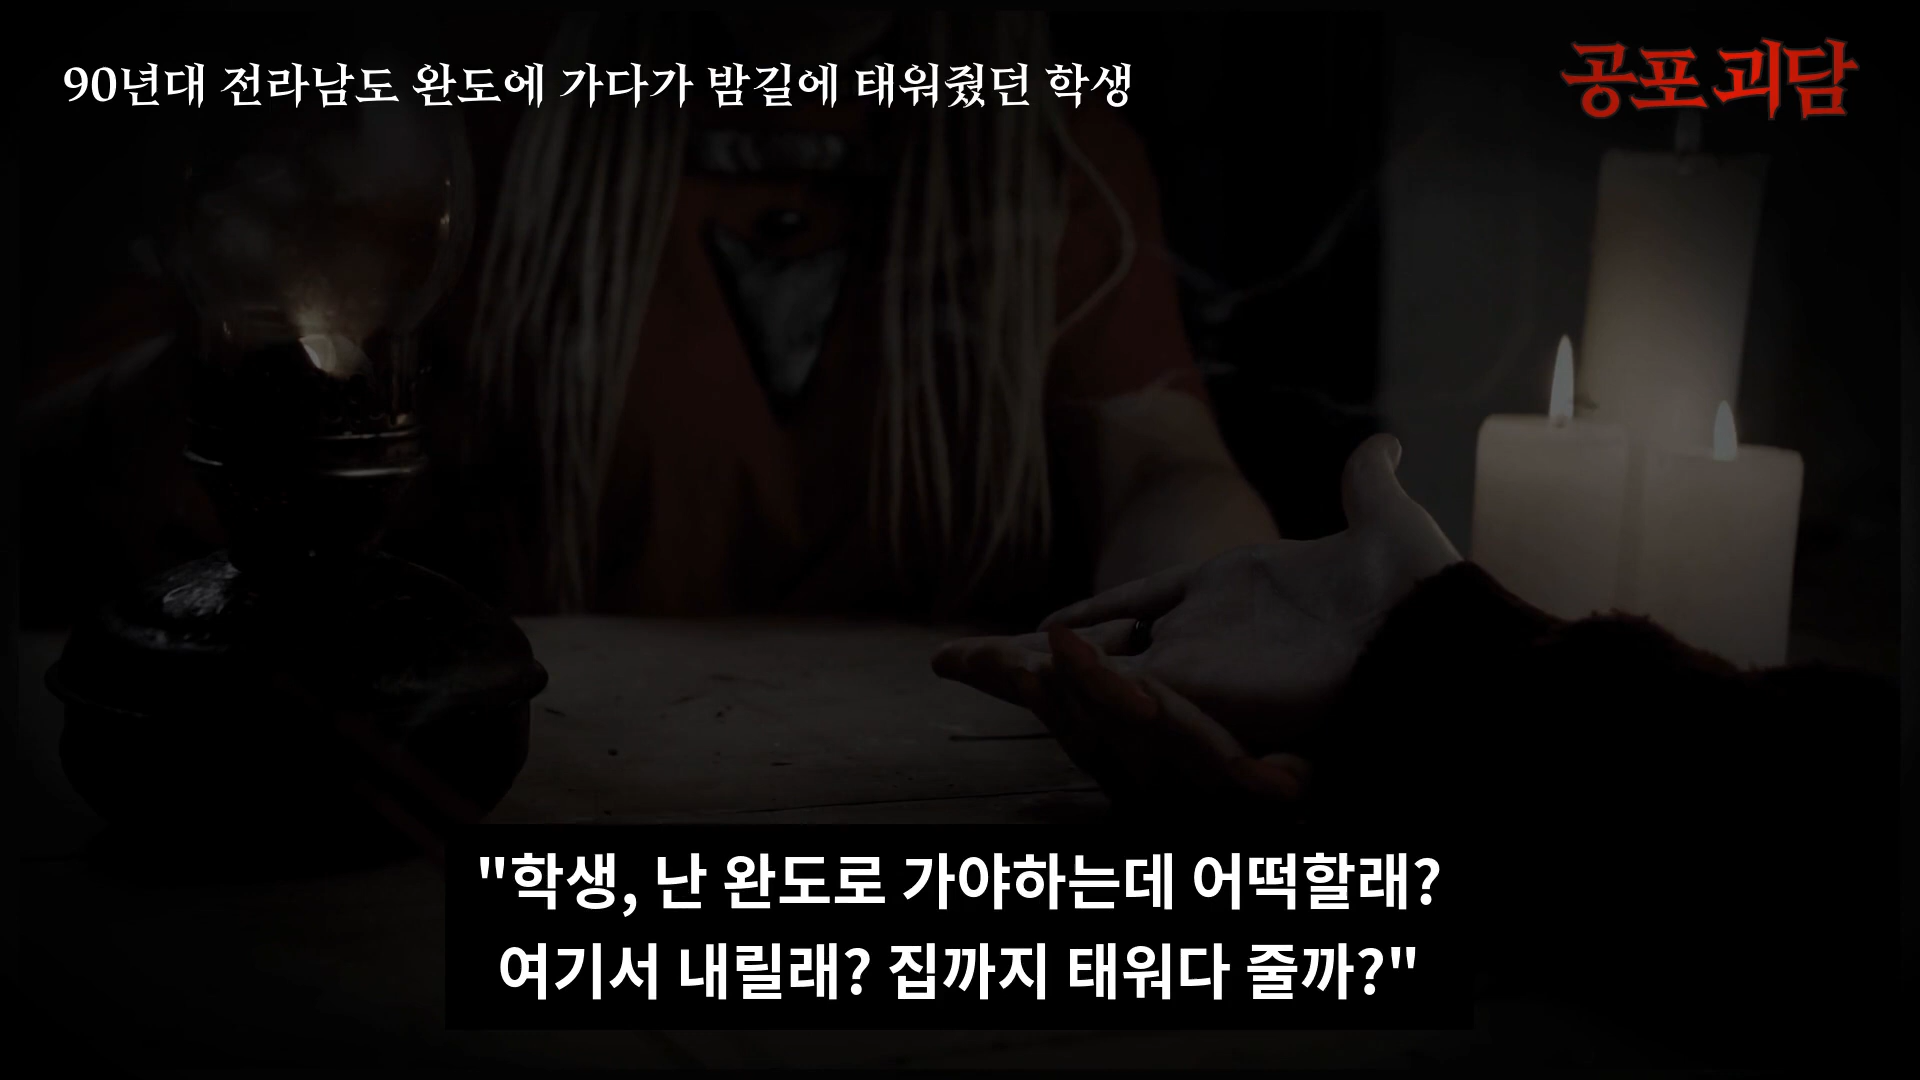 90년대 전라남도 완도에 가다가 밤길에 태워줬던 학생
공포 괴담
"학생, 난 완도로 가야하는데 어떡할래?
여기서 내릴래? 집까지 태워다 줄까?"